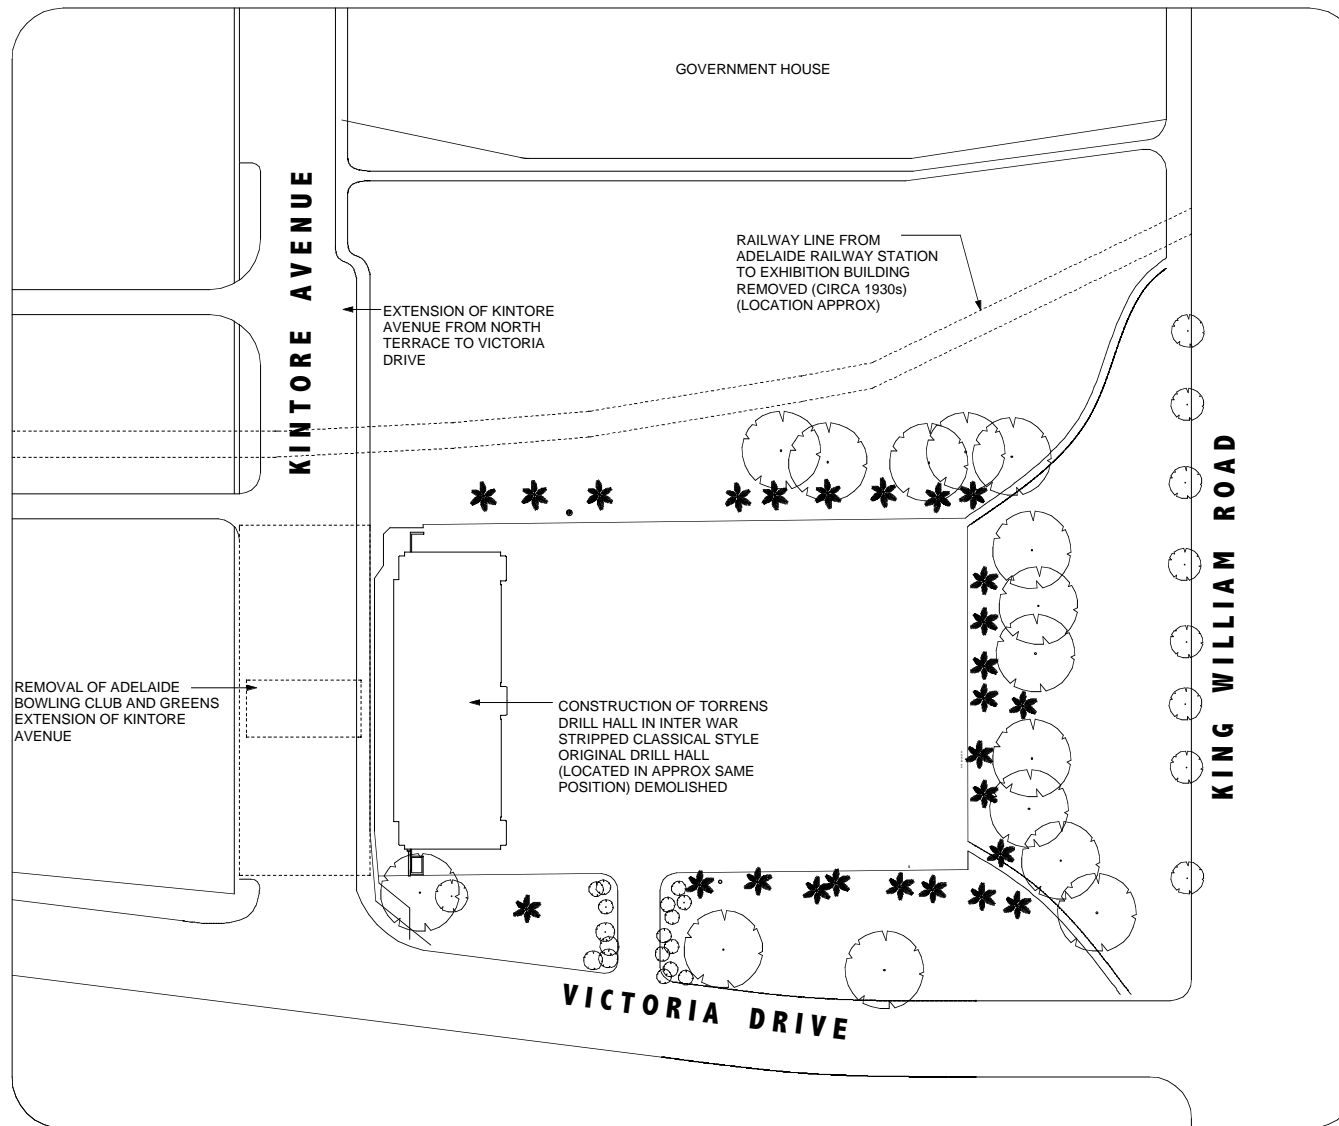 GOVERNMENT HOUSE
KINTORE AVENUE
RAILWAY LINE FROM
ADELAIDE RAILWAY STATION
TO EXHIBITION BUILDING
REMOVED (CIRCA 1930s)
(LOCATION APPROX)
EXTENSION OF KINTORE
AVENUE FROM NORTH
TERRACE TO VICTORIA
DRIVE
KING WILLIAM ROAD
REMOVAL OF ADELAIDE
BOWLING CLUB AND GREENS
EXTENSION OF KINTORE
AVENUE
CONSTRUCTION OF TORRENS
DRILL HALL IN INTER WAR
STRIPPED CLASSICAL STYLE
ORIGINAL DRILL HALL
(LOCATED IN APPROX SAME
POSITION) DEMOLISHED
VICTORIA DRIVE